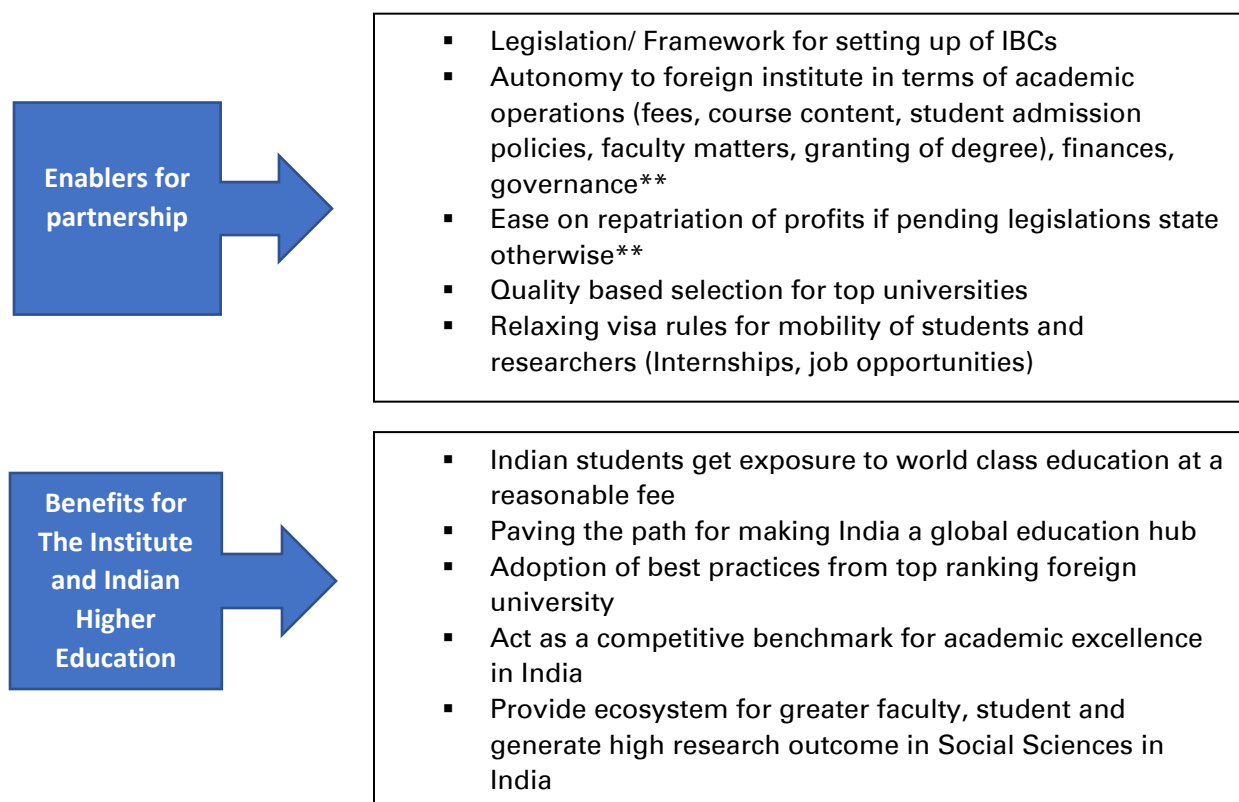 Enablers for
partnership
▪ Legislation/ Framework for setting up of IBCs
▪ Autonomy to foreign institute in terms of academic
operations (fees, course content, student admission
policies, faculty matters, granting of degree), finances,
governance**
▪ Ease on repatriation of profits if pending legislations state
otherwise**
▪ Quality based selection for top universities
▪ Relaxing visa rules for mobility of students and
researchers (Internships, job opportunities)
Benefits for
The Institute
and Indian
Higher
Education
▪ Indian students get exposure to world class education at a
reasonable fee
▪ Paving the path for making India a global education hub
▪ Adoption of best practices from top ranking foreign
university
▪ Act as a competitive benchmark for academic excellence
in India
▪ Provide ecosystem for greater faculty, student and
generate high research outcome in Social Sciences in
India